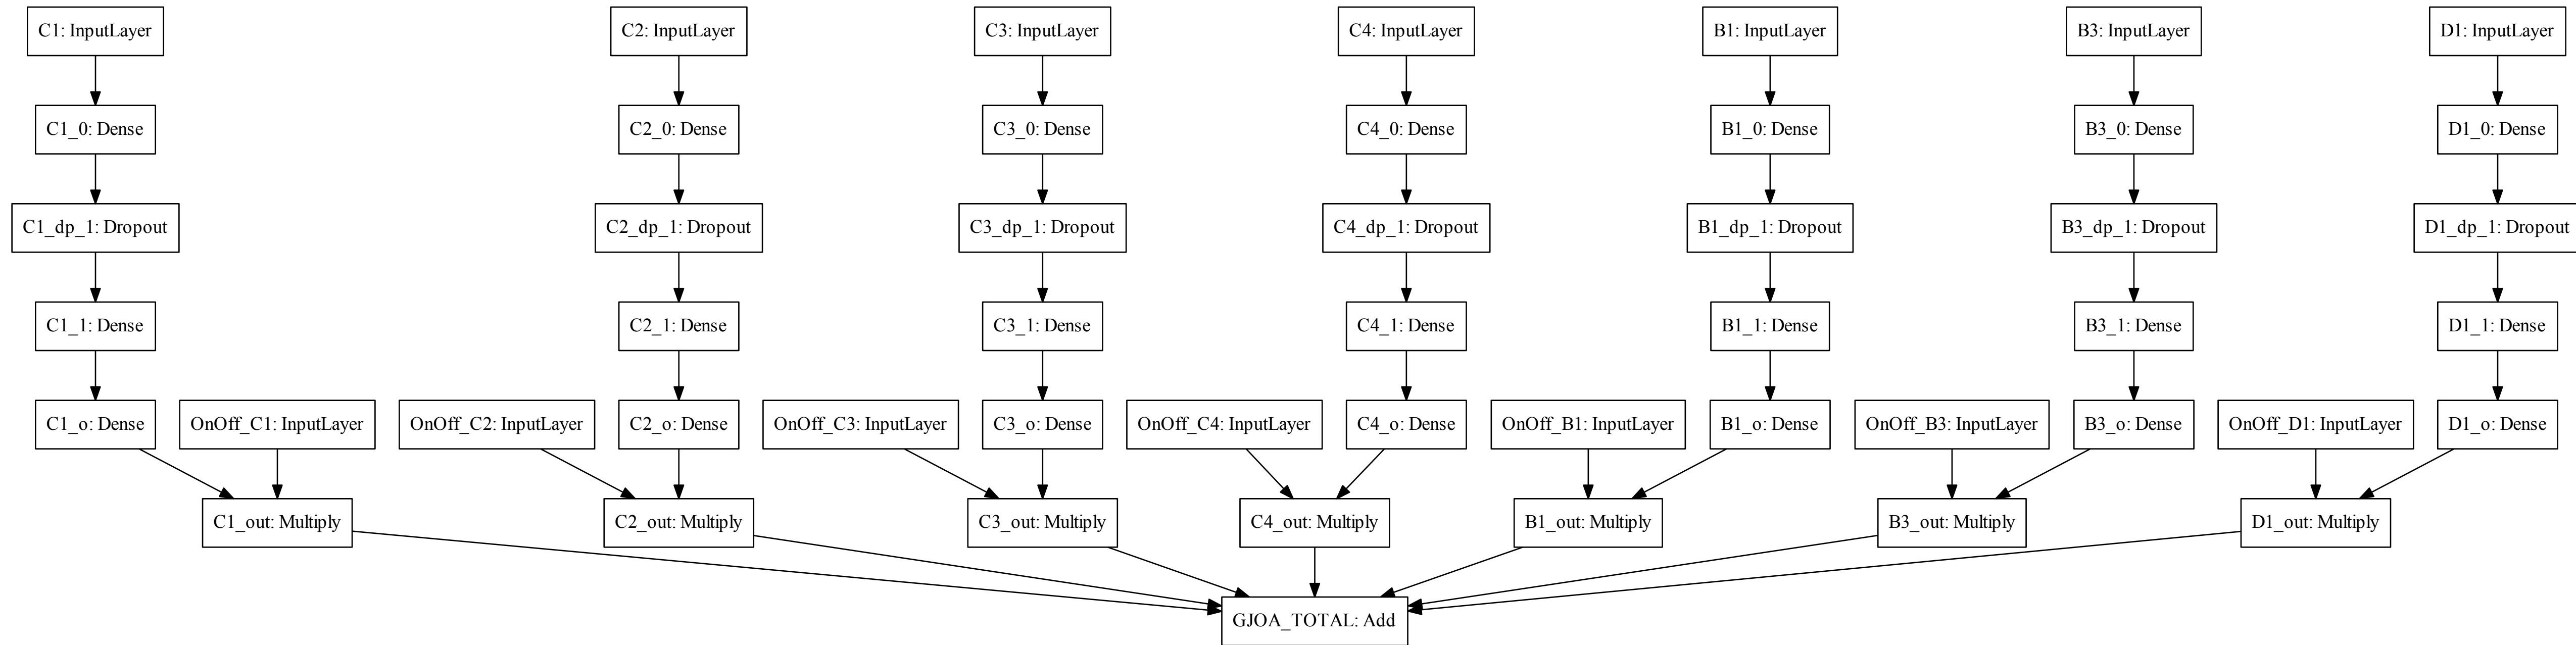 C1: InputLayer
C2: InputLayer
C3: InputLayer
C4: InputLayer
B1: InputLayer
B3: InputLayer
D1: InputLayer
C1_0: Dense
C2_0: Dense
C3_0: Dense
C4_0: Dense
B1_0: Dense
B3_0: Dense
D1_0: Dense
C1_dp_1: Dropout
C2_dp_1: Dropout
C3_dp_1: Dropout
C4_dp_1: Dropout
B1_dp_1: Dropout
B3_dp_1: Dropout
D1_dp_1: Dropout
C1_1: Dense
C2_1: Dense
C3_1: Dense
C4_1: Dense
B1_1: Dense
B3_1: Dense
D1_1: Dense
C1_o: Dense
OnOff_C1: InputLayer
OnOff_C2: InputLayer
C2_o: Dense
OnOff_C3: InputLayer
C3_o: Dense
OnOff_C4: InputLayer
C4_o: Dense
OnOff_B1: InputLayer
B1_o: Dense
OnOff_B3: InputLayer
B3_o: Dense
OnOff_D1: InputLayer
D1_o: Dense
C1_out: Multiply
C2_out: Multiply
C3_out: Multiply
C4_out: Multiply
B1_out: Multiply
B3_out: Multiply
D1_out: Multiply
GJOA_TOTAL: Add